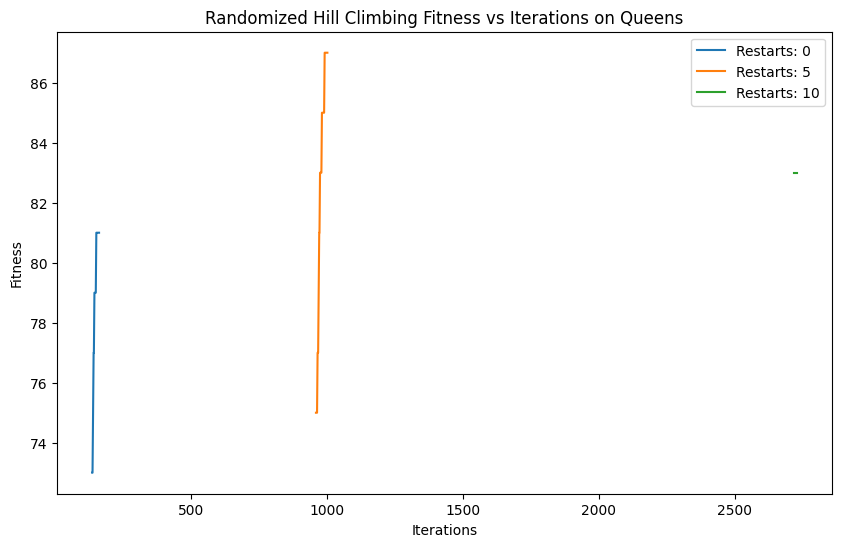 Randomized Hill Climbing Fitness vs Iterations on Queens
Restarts: 0
Restarts: 5
Restarts: 10
86
84
82
80
78
76
74
Fitness
500
1000
1500
2000
2500
Iterations